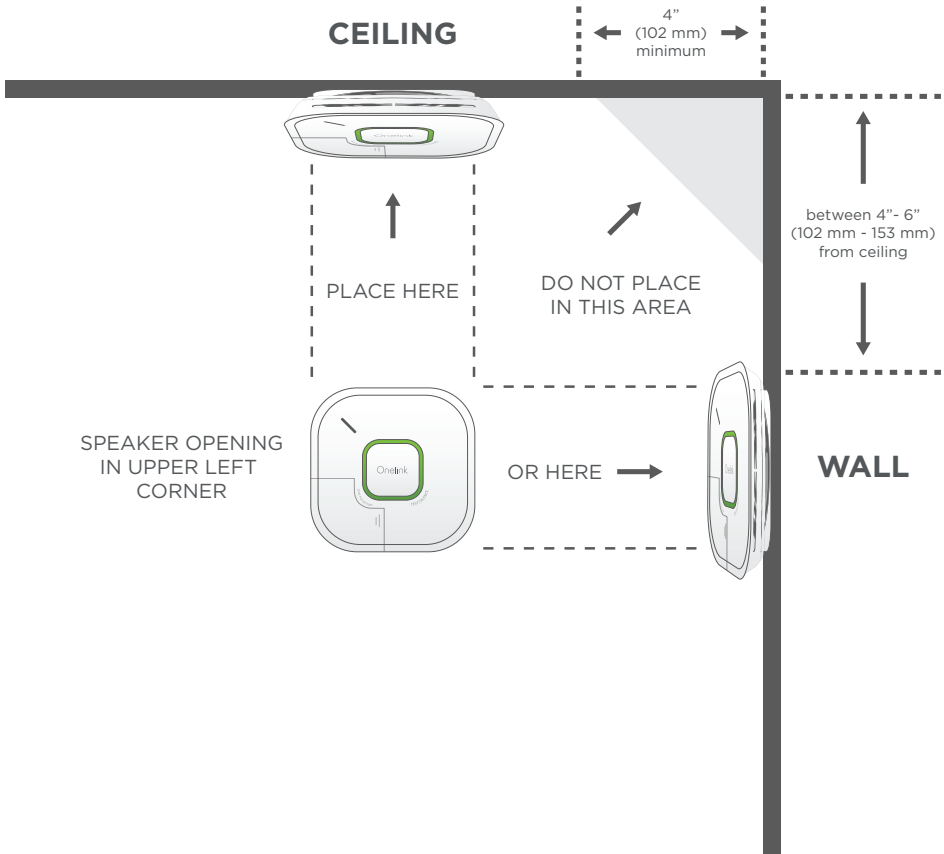 CEILING
4”
(102 mm)
minimum
between 4”- 6”
(102 mm - 153 mm)
from ceiling
PLACE HERE
DO NOT PLACE
IN THIS AREA
SPEAKER OPENING
IN UPPER LEFT
CORNER
Onelink
OR HERE
WALL
Onelink